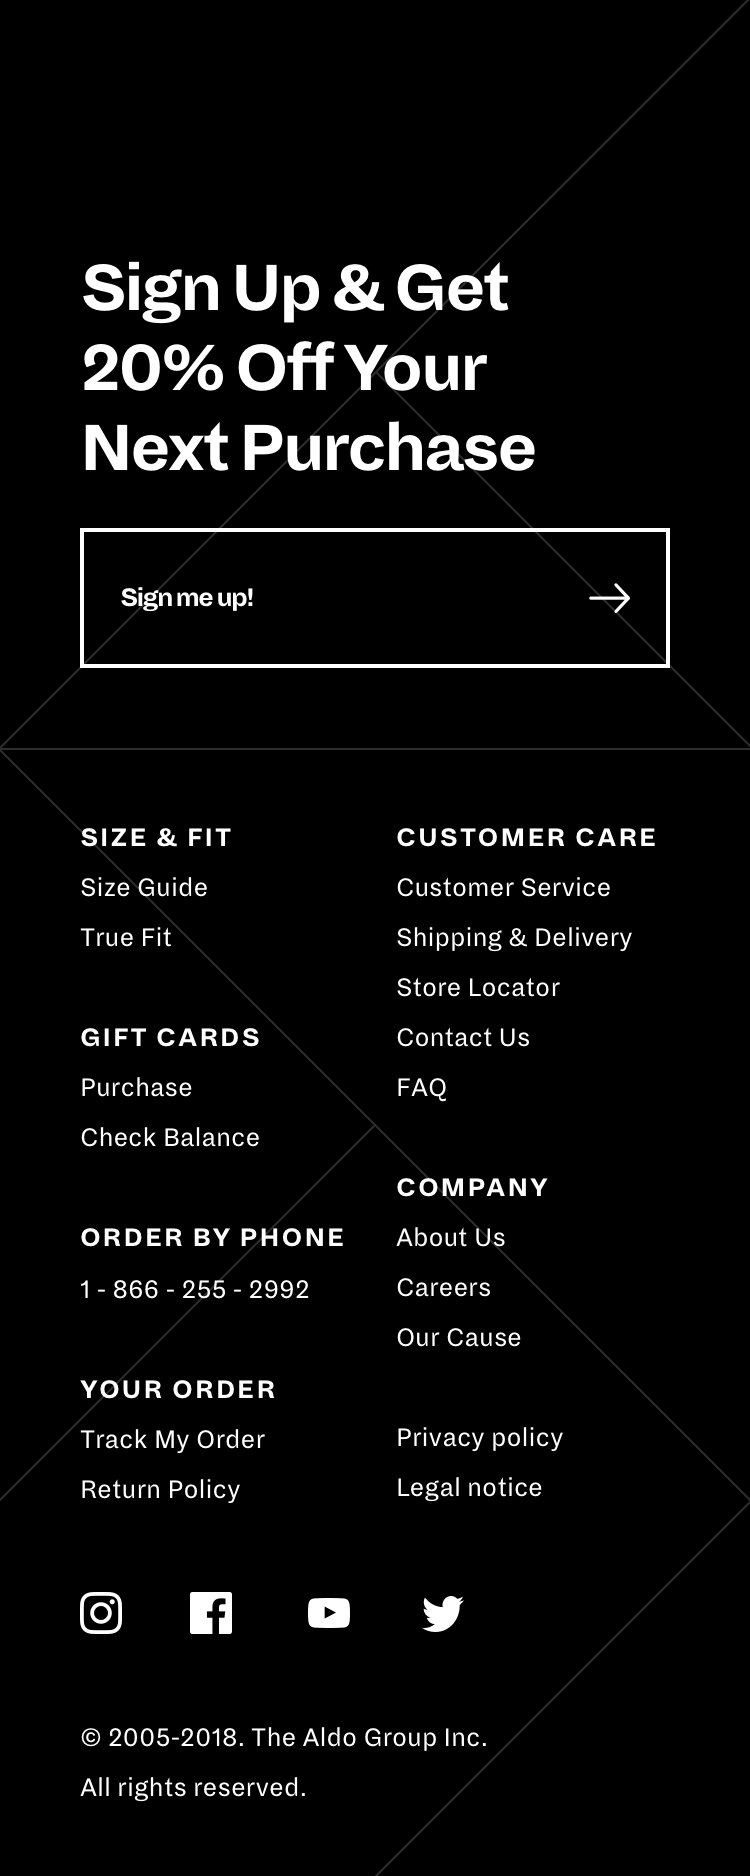 Sign Up & Get
20% Off Your
Next Purchase
Sign me up!
SIZE & FIT
Size Guide
True Fit
GIFT CARDS
Purchase
Check Balance
ORDER BY PHONE
1 - 866 - 255 - 2992
YOUR ORDER
Track My Order
Return Policy
CUSTOMER CARE
Customer Service
Shipping & Delivery
Store Locator
Contact Us
FAQ
COMPANY
About Us
Careers
Our Cause
Privacy policy
Legal notice
© 2005-2018. The Aldo Group Inc.
All rights reserved.